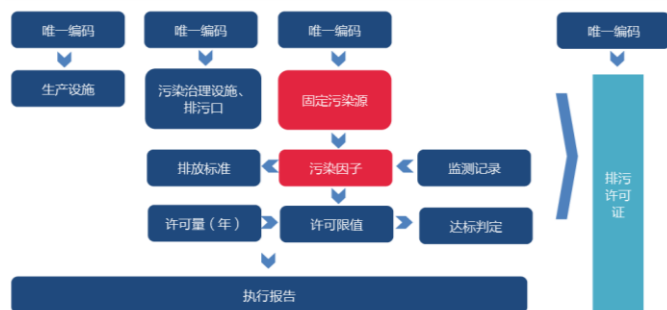 唯一编码
唯一编码
唯一编码
唯一编码
生产设施
污染治理设施、
排污口
固定污染源
排放标准
污染因子
监测记录
许可量（年）
许可限值
达标判定
执行报告
排污
许可
证